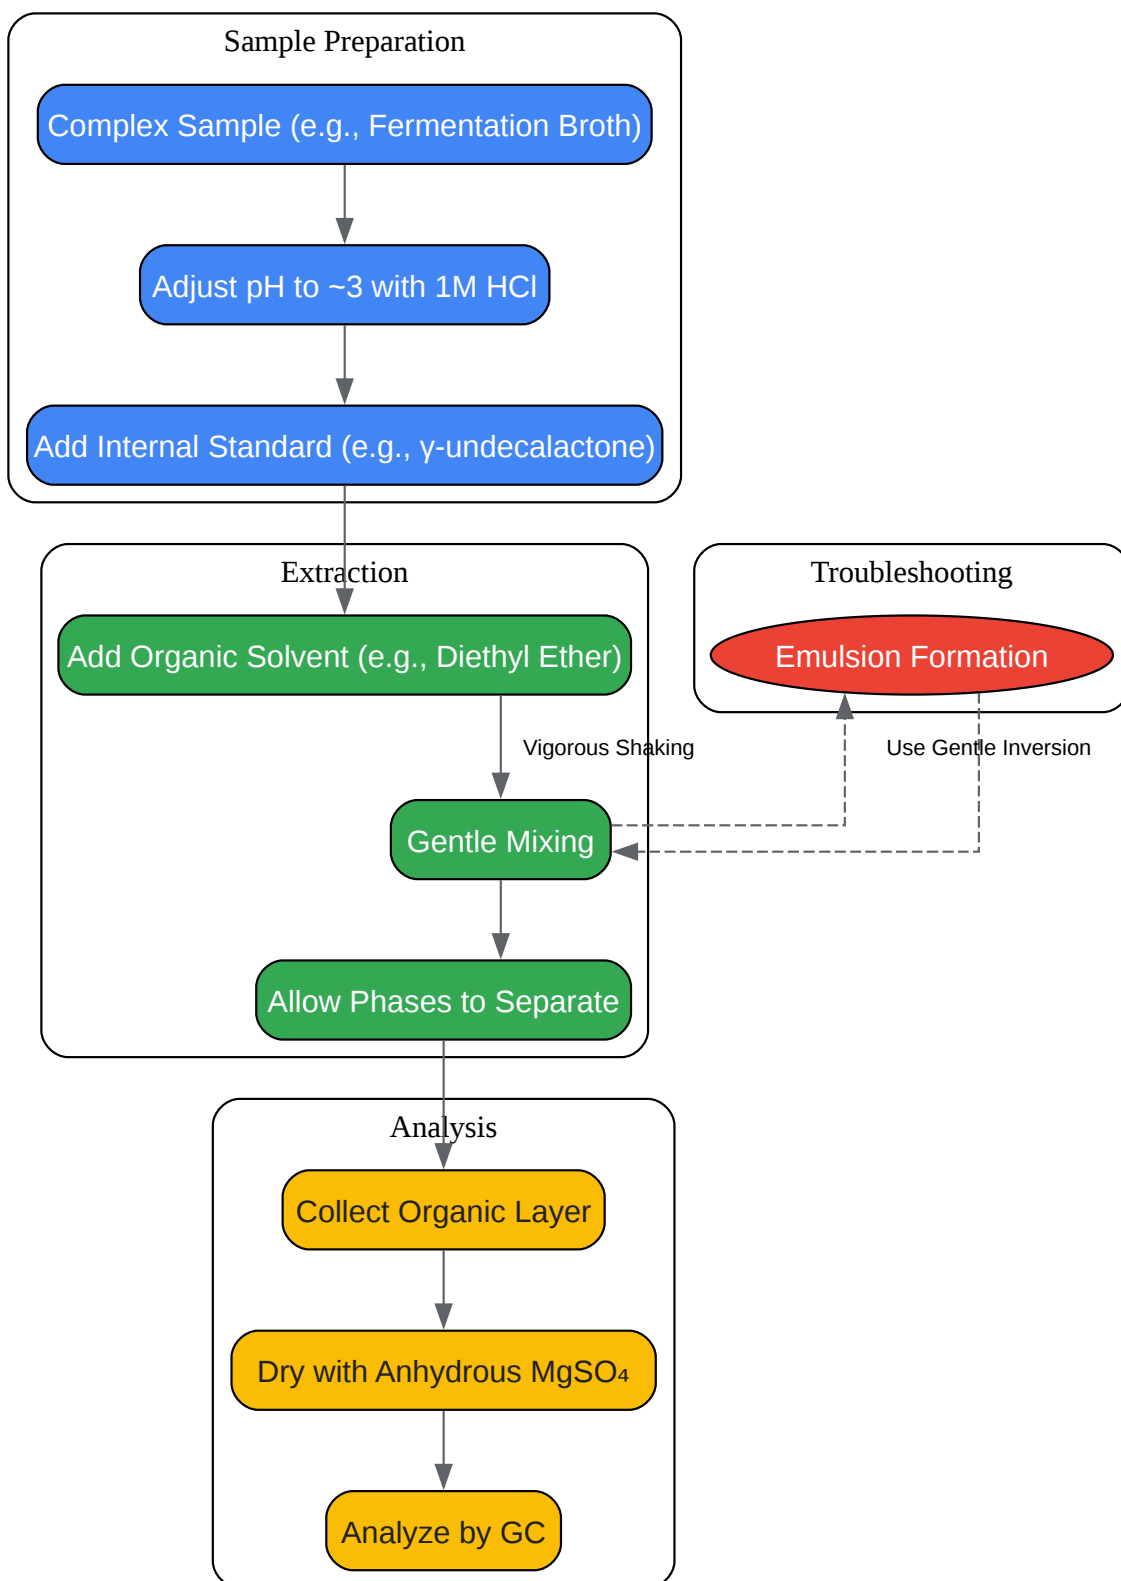 Sample Preparation
Complex Sample (e.g., Fermentation Broth)
Adjust pH to ~3 with 1M HCl
Add Internal Standard (e.g., γ-undecalactone)
Extraction
Add Organic Solvent (e.g., Diethyl Ether)
Troubleshooting
Emulsion Formation
Vigorous Shaking
Use Gentle Inversion
Gentle Mixing
Allow Phases to Separate
Analysis
Collect Organic Layer
Dry with Anhydrous MgSO₄
Analyze by GC